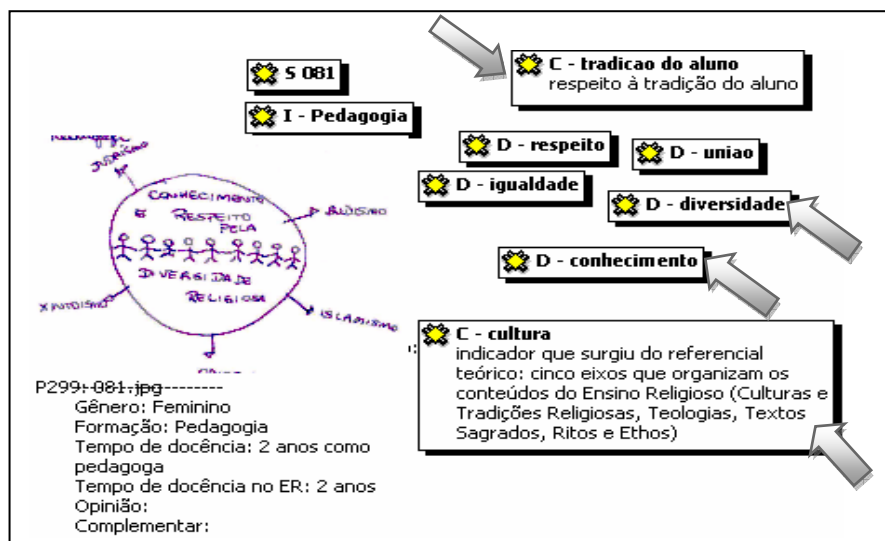 C - tradicao do aluno
respeito à tradição do aluno
S 081
I - Pedagogia
D - respeito
D - uniao
D - igualdade
D - diversidade
D - conhecimento
JUDAÍSMO
CONHECIMENTO
E RESPEITO
PELA
BUDISMO
DIVERSIDADE
RELIGIOSA
XINTOÍSMO
ISLAMISMO
C - cultura
indicador que surgiu do referencial
teórico: cinco eixos que organizam os
conteúdos do Ensino Religioso (Culturas e
Tradições Religiosas, Teologias, Textos
Sagrados, Ritos e Ethos)
P299: 081.jpg----------
Gênero: Feminino
Formação: Pedagogia
Tempo de docência: 2 anos como
pedagoga
Tempo de docência no ER: 2 anos
Opinião:
Complementar: